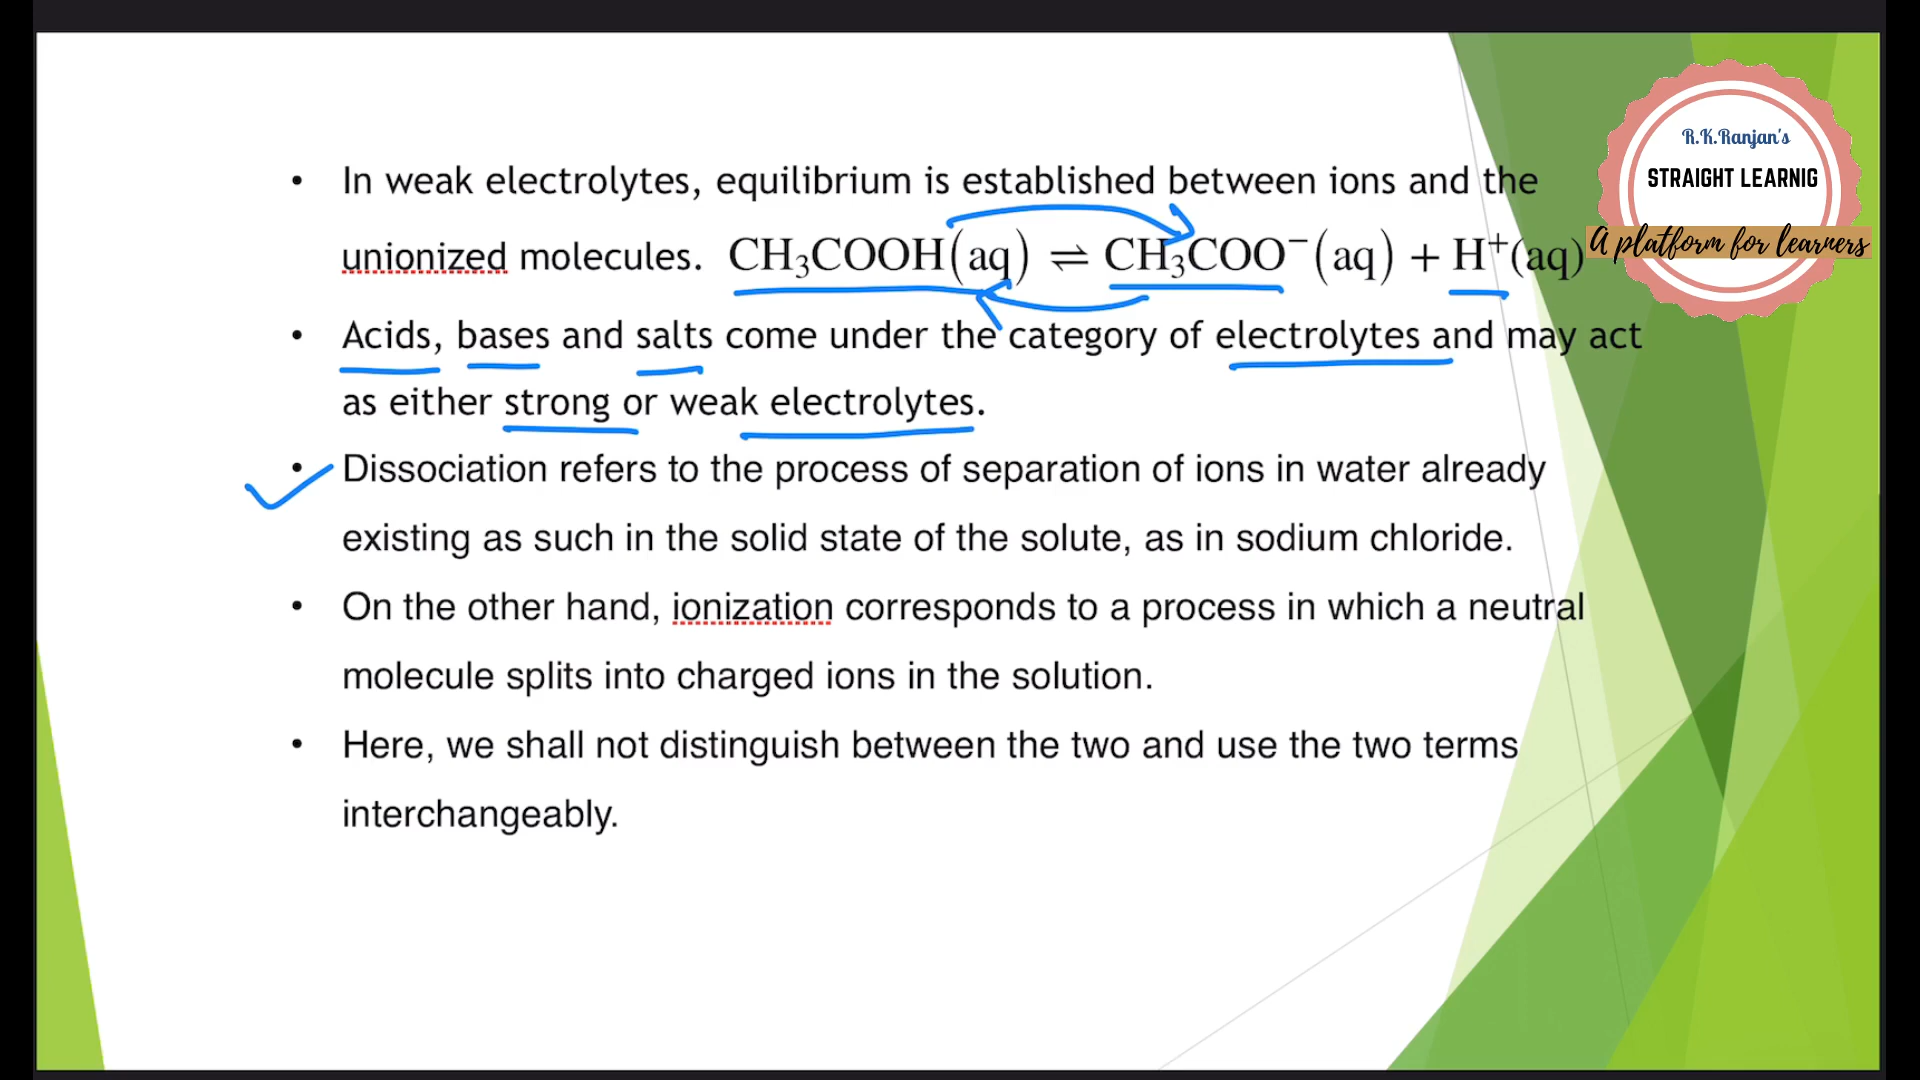 R.K.Ranjan's
STRAIGHT LEARNIG
A platform for learners
• In weak electrolytes, equilibrium is established between ions and the
unionized molecules. CH₃COOH(aq) ⇌ CH₃COO⁻(aq) + H⁺(aq)
• Acids, bases and salts come under the category of electrolytes and may act
as either strong or weak electrolytes.
• Dissociation refers to the process of separation of ions in water already
existing as such in the solid state of the solute, as in sodium chloride.
• On the other hand, ionization corresponds to a process in which a neutral
molecule splits into charged ions in the solution.
• Here, we shall not distinguish between the two and use the two terms
interchangeably.